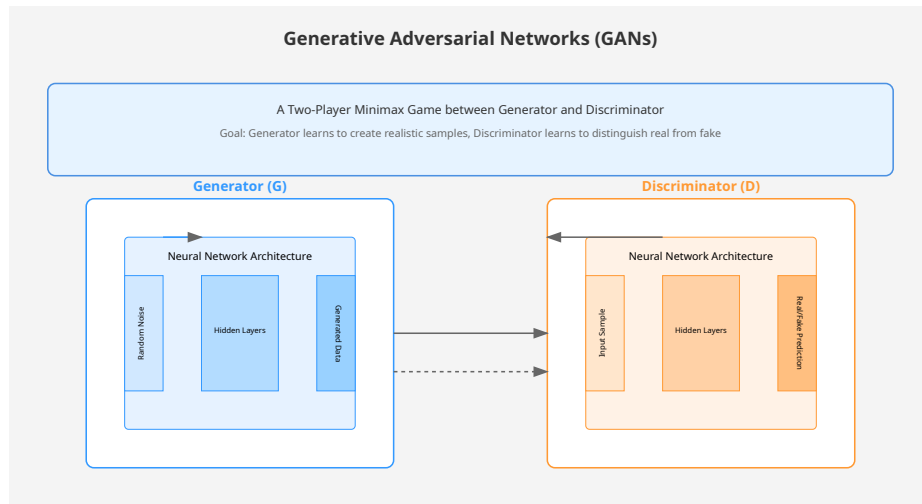 Generative Adversarial Networks (GANs)
A Two-Player Minimax Game between Generator and Discriminator
Goal: Generator learns to create realistic samples, Discriminator learns to distinguish real from fake
Generator (G)
Neural Network Architecture
Random Noise
Hidden Layers
Generated Data
Discriminator (D)
Neural Network Architecture
Input Sample
Hidden Layers
Real/Fake Prediction